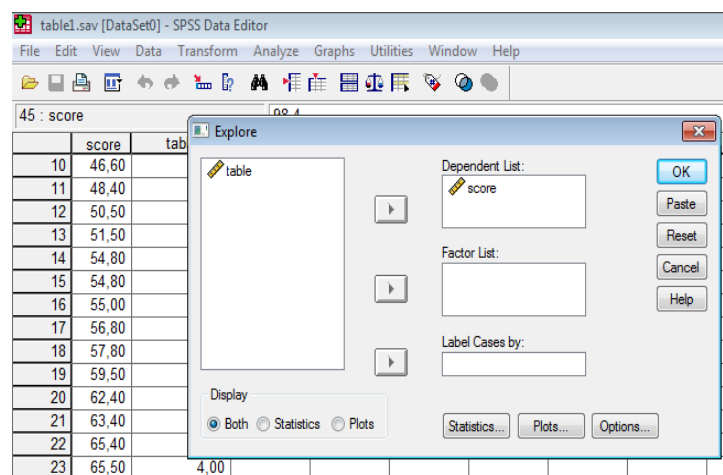 table1.sav [DataSet0] - SPSS Data Editor
File Edit View Data Transform Analyze Graphs Utilities Window Help
45 : score 98,4
score tab
10 46,60
11 48,40
12 50,50
13 51,50
14 54,80
15 54,80
16 55,00
17 56,80
18 57,80
19 59,50
20 62,40
21 63,40
22 65,40
23 65,50 4,00
Explore
table
Dependent List:
score
Factor List:
Label Cases by:
OK
Paste
Reset
Cancel
Help
Display
Both Statistics Plots
Statistics... Plots... Options...